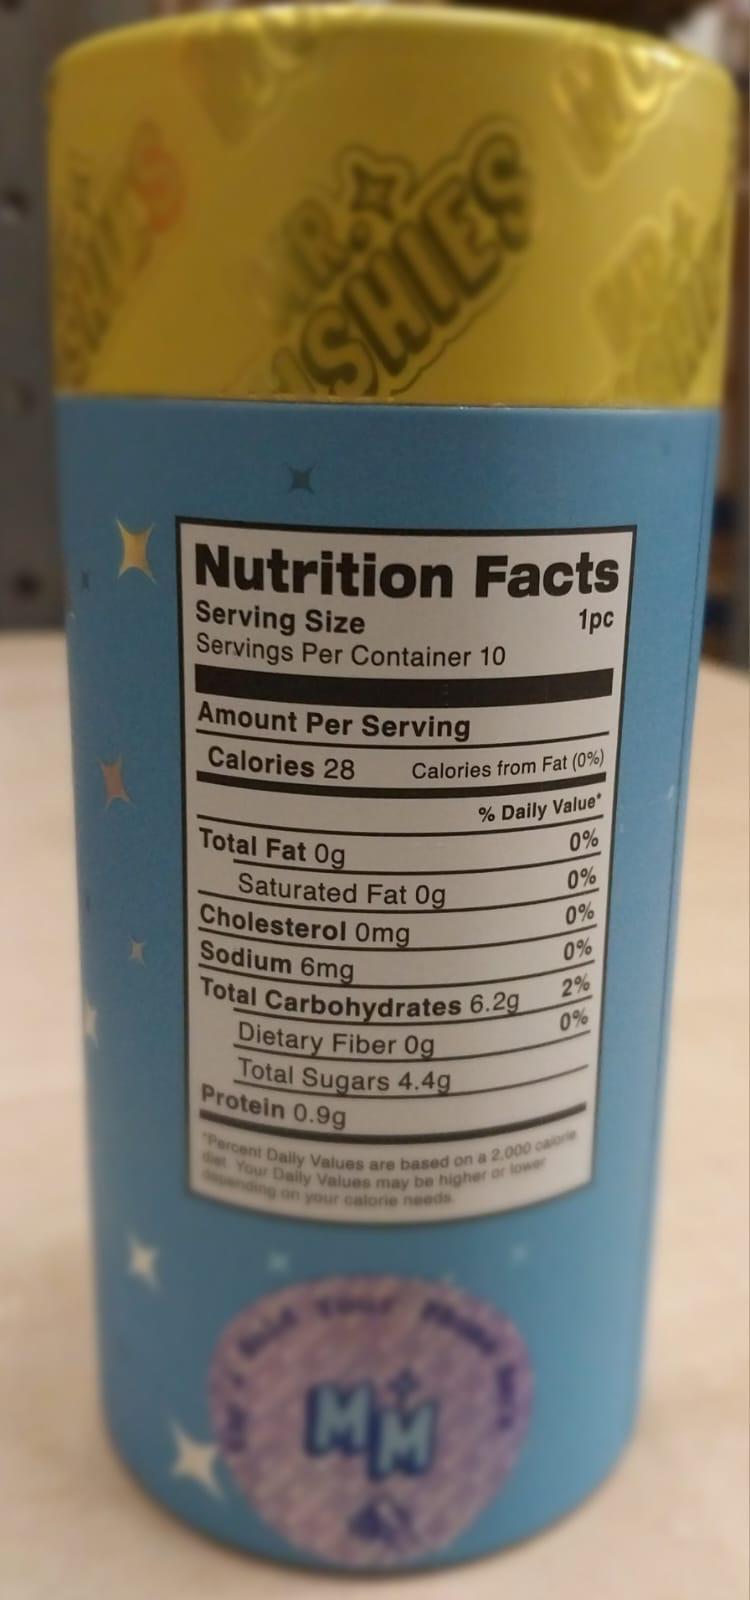 MR.
SHIES
Nutrition Facts
Serving Size 1pc
Servings Per Container 10
Amount Per Serving
Calories 28 Calories from Fat (0%)
% Daily Value*
Total Fat 0g 0%
Saturated Fat 0g 0%
Cholesterol 0mg 0%
Sodium 6mg 0%
Total Carbohydrates 6.2g 2%
Dietary Fiber 0g 0%
Total Sugars 4.4g
Protein 0.9g
*Percent Daily Values are based on a 2,000 calorie
diet. Your Daily Values may be higher or lower
depending on your calorie needs.
Your Phone
MM